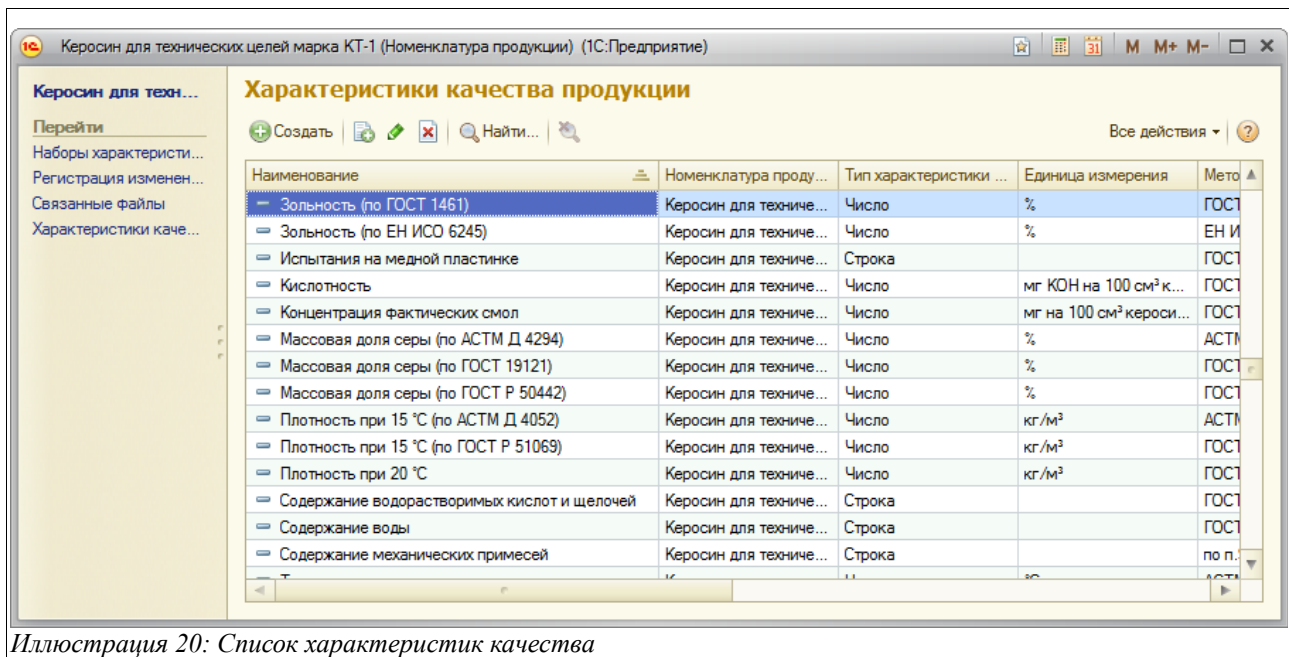 Керосин для технических целей марка КТ-1 (Номенклатура продукции) (1С:Предприятие)
31 M M+ M-
Керосин для техн...
Перейти
Наборы характеристи...
Регистрация изменен...
Связанные файлы
Характеристики каче...
Характеристики качества продукции
Создать Найти... Все действия
Наименование Номенклатура проду... Тип характеристики ... Единица измерения Мето
Зольность (по ГОСТ 1461) Керосин для техниче... Число % ГОСТ
Зольность (по ЕН ИСО 6245) Керосин для техниче... Число % ЕН И
Испытания на медной пластинке Керосин для техниче... Строка ГОСТ
Кислотность Керосин для техниче... Число мг КОН на 100 см³ к... ГОСТ
Концентрация фактических смол Керосин для техниче... Число мг на 100 см³ кероси... ГОСТ
Массовая доля серы (по АСТМ Д 4294) Керосин для техниче... Число % АСТМ
Массовая доля серы (по ГОСТ 19121) Керосин для техниче... Число % ГОСТ
Массовая доля серы (по ГОСТ Р 50442) Керосин для техниче... Число % ГОСТ
Плотность при 15 °С (по АСТМ Д 4052) Керосин для техниче... Число кг/м³ АСТМ
Плотность при 15 °С (по ГОСТ Р 51069) Керосин для техниче... Число кг/м³ ГОСТ
Плотность при 20 °С Керосин для техниче... Число кг/м³ ГОСТ
Содержание водорастворимых кислот и щелочей Керосин для техниче... Строка ГОСТ
Содержание воды Керосин для техниче... Строка ГОСТ
Содержание механических примесей Керосин для техниче... Строка по п.
Иллюстрация 20: Список характеристик качества